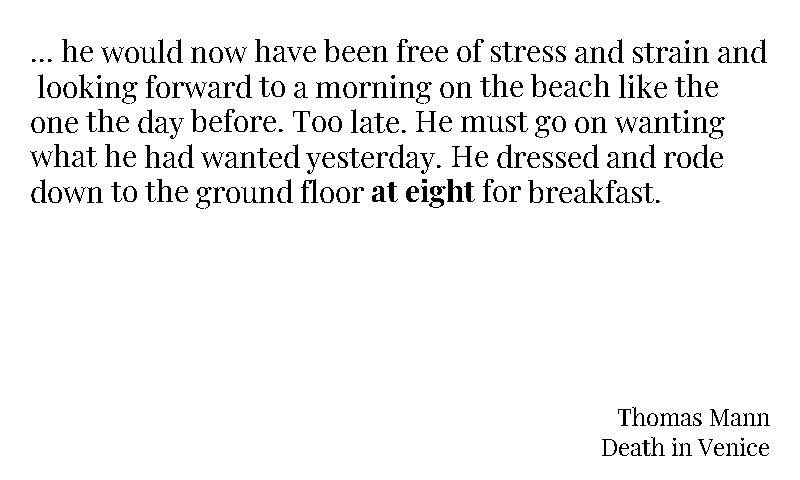 ... he would now have been free of stress and strain and
looking forward to a morning on the beach like the
one the day before. Too late. He must go on wanting
what he had wanted yesterday. He dressed and rode
down to the ground floor at eight for breakfast.
Thomas Mann
Death in Venice